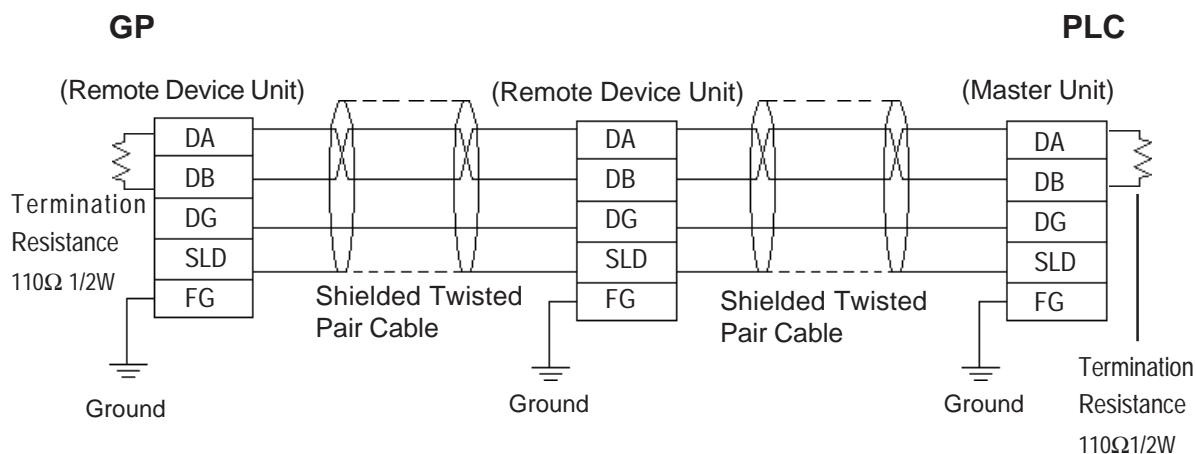 GP
PLC
(Remote Device Unit)
(Remote Device Unit)
(Master Unit)
DA
DB
DG
SLD
FG
DA
DB
DG
SLD
FG
DA
DB
DG
SLD
FG
Termination
Resistance
110Ω 1/2W
Shielded Twisted
Pair Cable
Shielded Twisted
Pair Cable
Ground
Ground
Ground
Termination
Resistance
110Ω1/2W